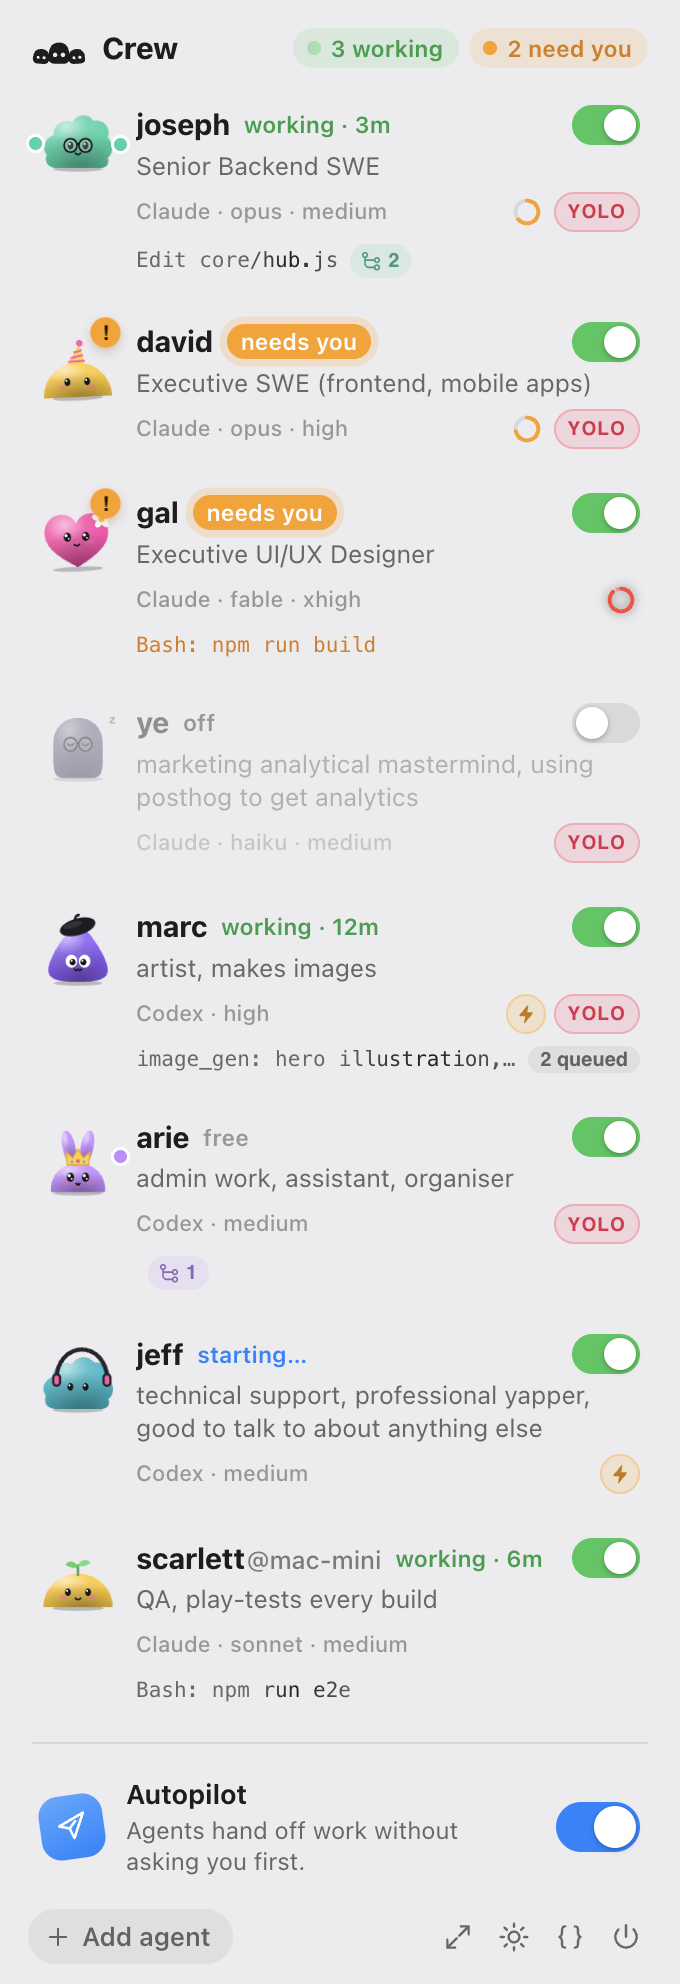 Crew
3 working
2 need you
joseph working · 3m
Senior Backend SWE
Claude · opus · medium
YOLO
Edit core/hub.js
2
!
david needs you
Executive SWE (frontend, mobile apps)
Claude · opus · high
YOLO
!
gal needs you
Executive UI/UX Designer
Claude · fable · xhigh
Bash: npm run build
z
ye off
marketing analytical mastermind, using
posthog to get analytics
Claude · haiku · medium
YOLO
marc working · 12m
artist, makes images
Codex · high
YOLO
image_gen: hero illustration,…
2 queued
arie free
admin work, assistant, organiser
Codex · medium
YOLO
1
jeff starting...
technical support, professional yapper,
good to talk to about anything else
Codex · medium
scarlett@mac-mini working · 6m
QA, play-tests every build
Claude · sonnet · medium
Bash: npm run e2e
Autopilot
Agents hand off work without
asking you first.
+ Add agent
{}